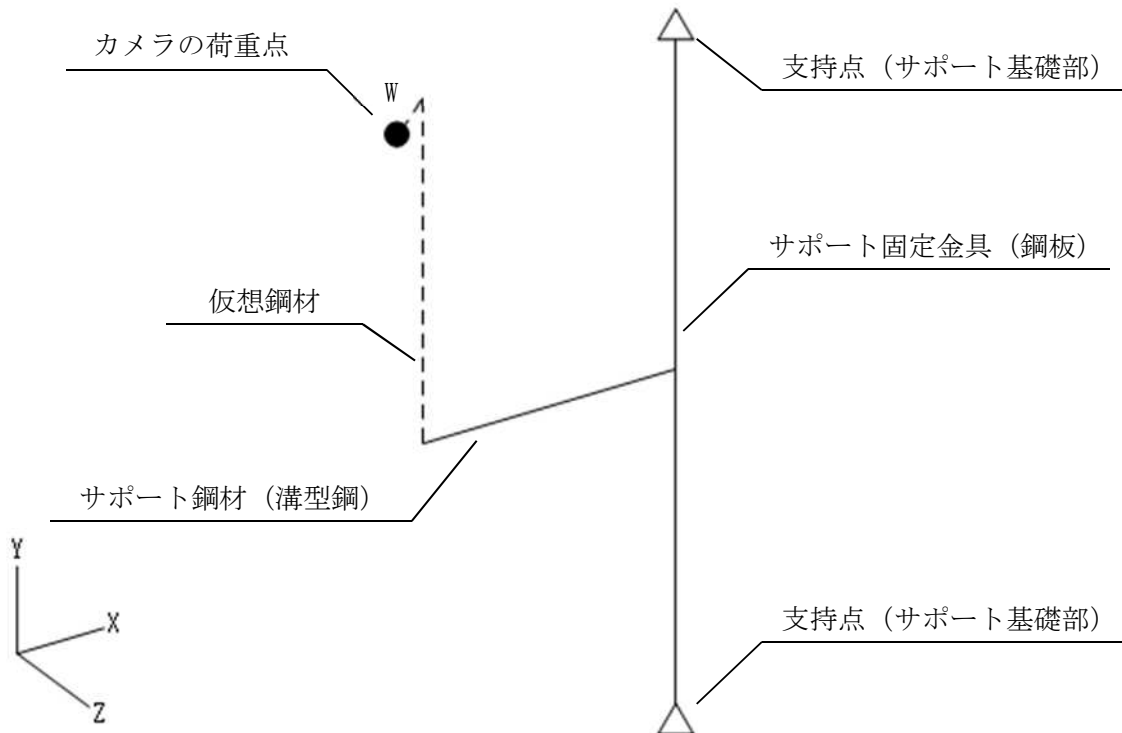 カメラの荷重点
支持点（サポート基礎部）
W
サポート固定金具（鋼板）
仮想鋼材
サポート鋼材（溝型鋼）
Y
X
Z
支持点（サポート基礎部）